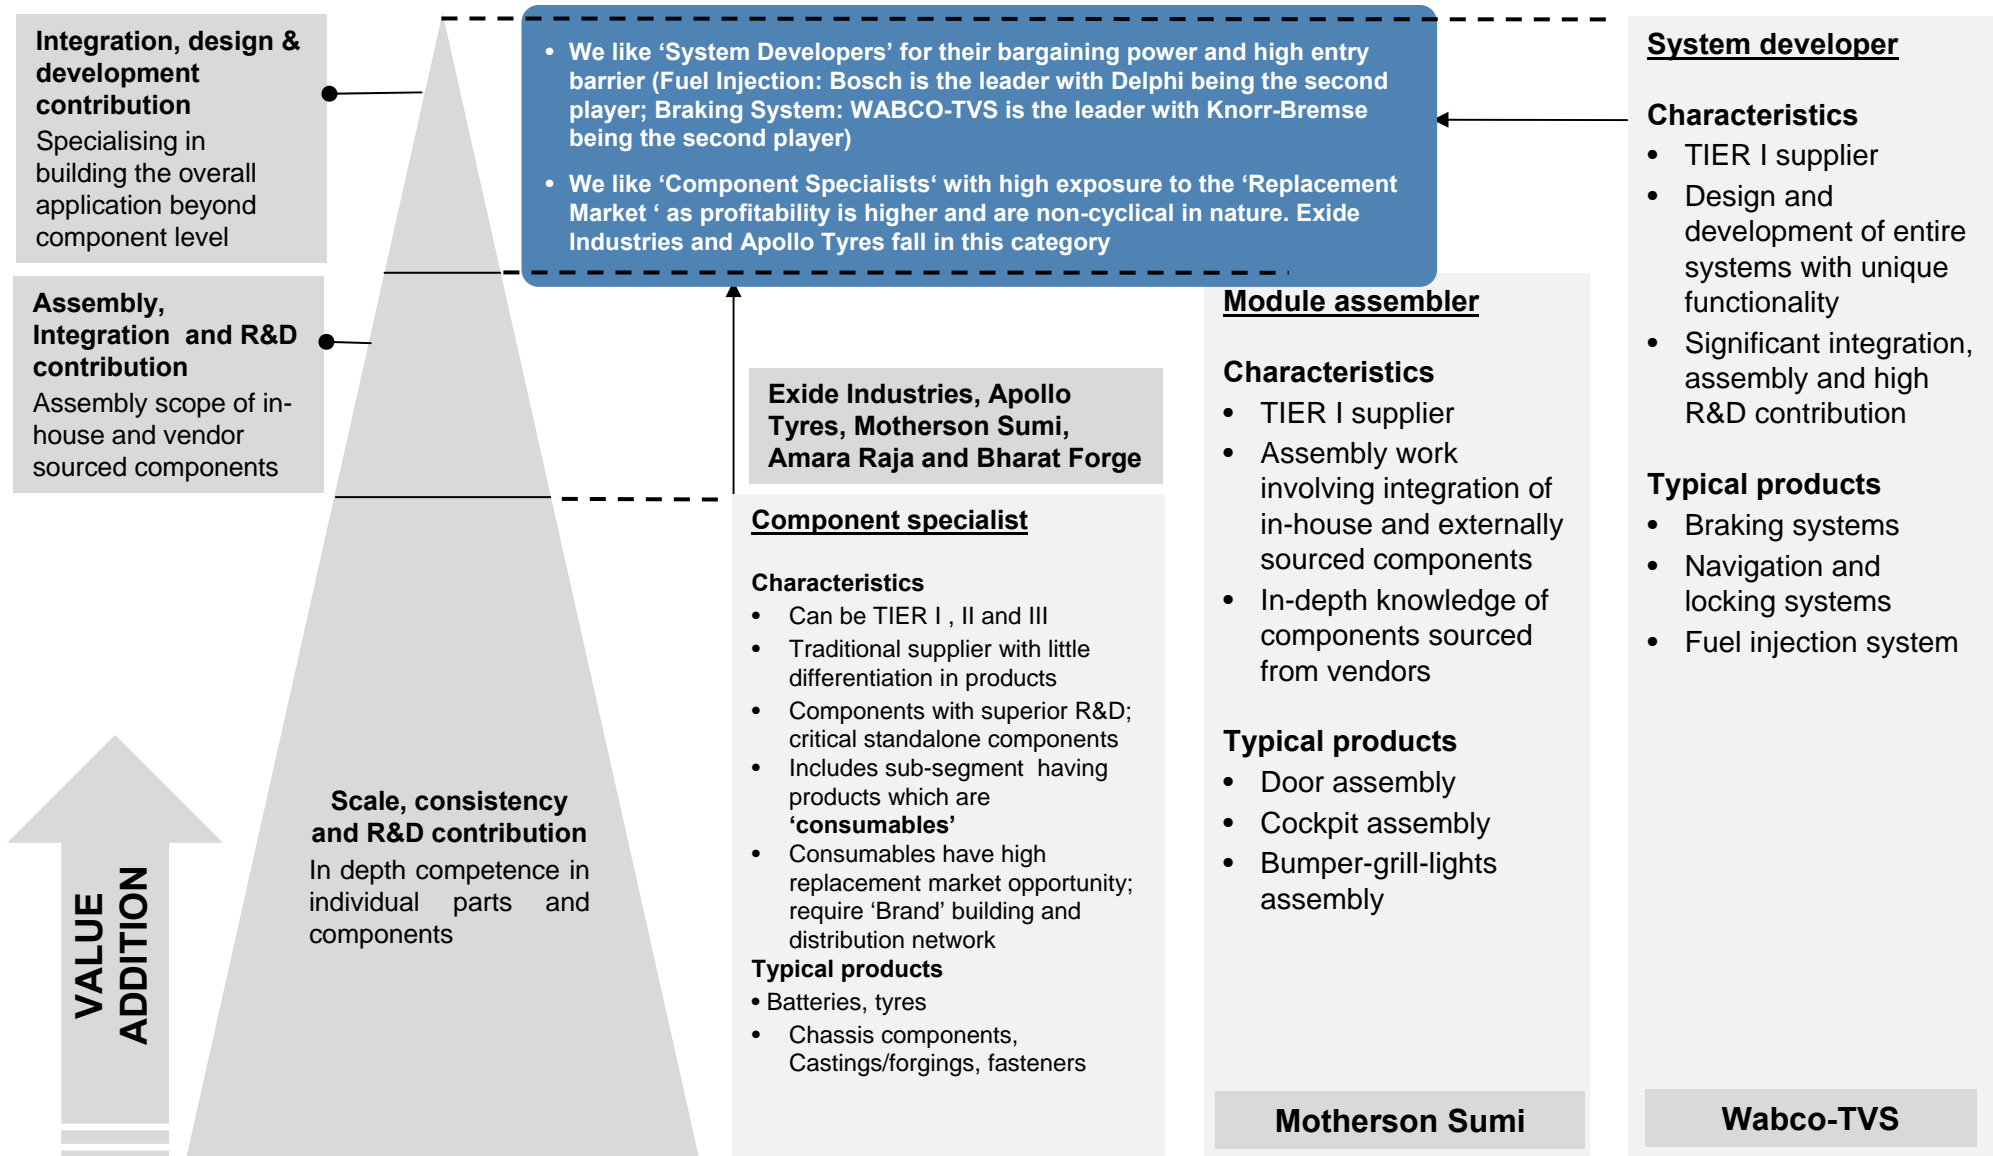 Integration, design &
development
contribution
Specialising in
building the overall
application beyond
component level
Assembly,
Integration  and R&D
contribution
Assembly scope of in-
house and vendor
sourced components
VALUE
ADDITION
Scale, consistency
and R&D contribution
In depth competence in
individual parts and
components
• We like ‘System Developers’ for their bargaining power and high entry
barrier (Fuel Injection: Bosch is the leader with Delphi being the second
player; Braking System: WABCO-TVS is the leader with Knorr-Bremse
being the second player)
• We like ‘Component Specialists‘ with high exposure to the ‘Replacement
Market ‘ as profitability is higher and are non-cyclical in nature. Exide
Industries and Apollo Tyres fall in this category
Exide Industries, Apollo
Tyres, Motherson Sumi,
Amara Raja and Bharat Forge
Component specialist
Characteristics
• Can be TIER I , II and III
• Traditional supplier with little
differentiation in products
• Components with superior R&D;
critical standalone components
• Includes sub-segment  having
products which are
‘consumables’
• Consumables have high
replacement market opportunity;
require ‘Brand’ building and
distribution network
Typical products
• Batteries, tyres
• Chassis components,
Castings/forgings, fasteners
Module assembler
Characteristics
• TIER I supplier
• Assembly work
involving integration of
in-house and externally
sourced components
• In-depth knowledge of
components sourced
from vendors
Typical products
• Door assembly
• Cockpit assembly
• Bumper-grill-lights
assembly
Motherson Sumi
System developer
Characteristics
• TIER I supplier
• Design and
development of entire
systems with unique
functionality
• Significant integration,
assembly and high
R&D contribution
Typical products
• Braking systems
• Navigation and
locking systems
• Fuel injection system
Wabco-TVS